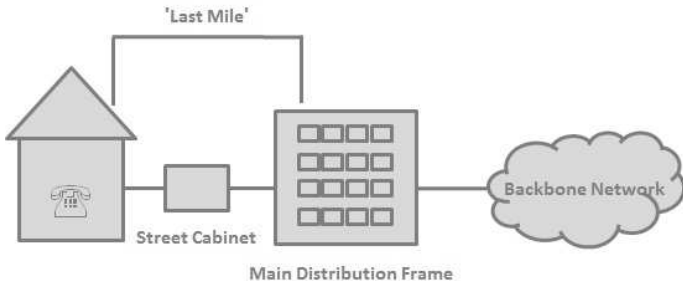 'Last Mile'
Backbone Network
Street Cabinet
Main Distribution Frame